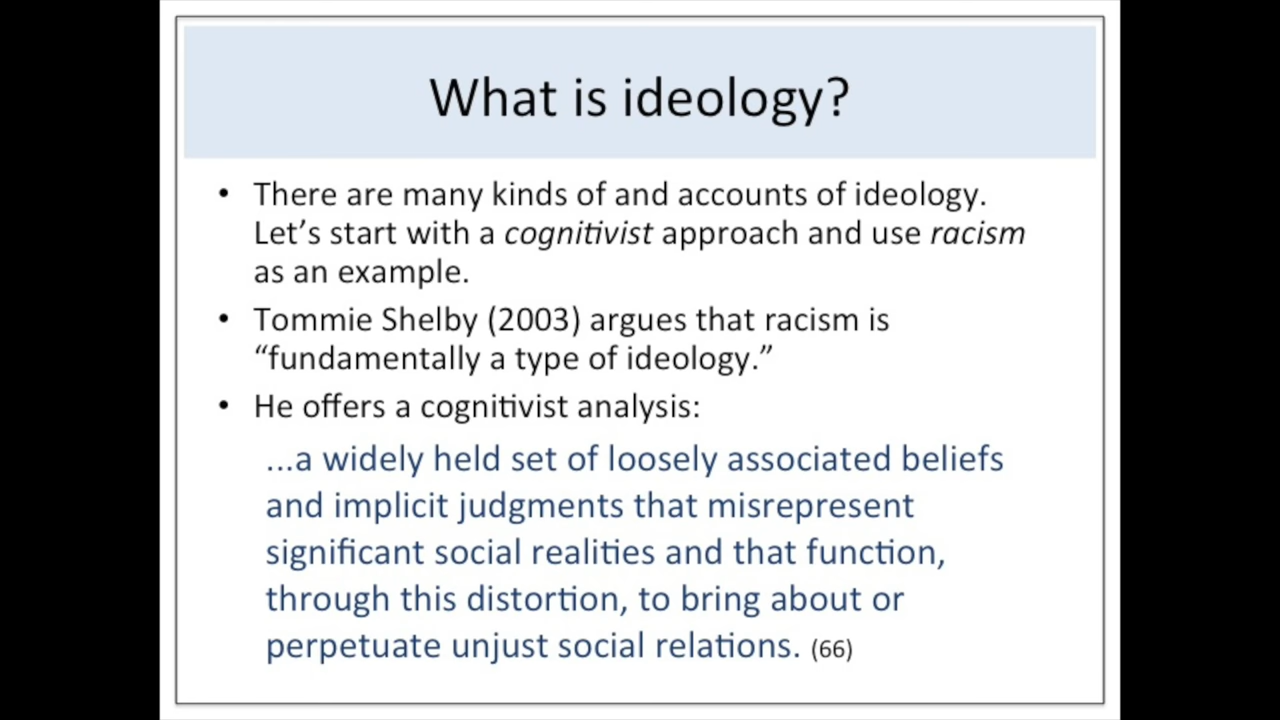 What is ideology?
• There are many kinds of and accounts of ideology.
Let’s start with a cognitivist approach and use racism
as an example.
• Tommie Shelby (2003) argues that racism is
“fundamentally a type of ideology.”
• He offers a cognitivist analysis:
...a widely held set of loosely associated beliefs
and implicit judgments that misrepresent
significant social realities and that function,
through this distortion, to bring about or
perpetuate unjust social relations. (66)